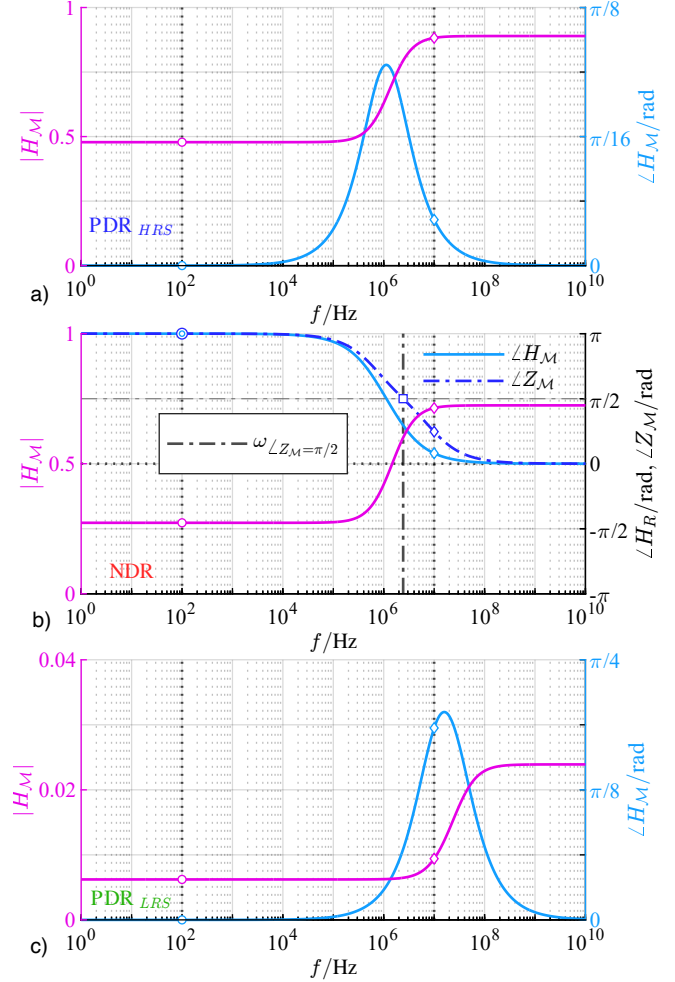 1 π/8
|H_M| 0.5 π/16 ∠H_M/rad
PDR HRS
0 0
10^0 10^2 10^4 10^6 10^8 10^10
a) f/Hz
1 π
∠H_M
∠Z_M
π/2
ω∠Z_M=π/2
|H_M| 0.5 0 ∠H_R/rad, ∠Z_M/rad
-π/2
NDR
0 -π
10^0 10^2 10^4 10^6 10^8 10^10
b) f/Hz
0.04 π/4
|H_M| 0.02 π/8 ∠H_M/rad
PDR LRS
0 0
10^0 10^2 10^4 10^6 10^8 10^10
c) f/Hz